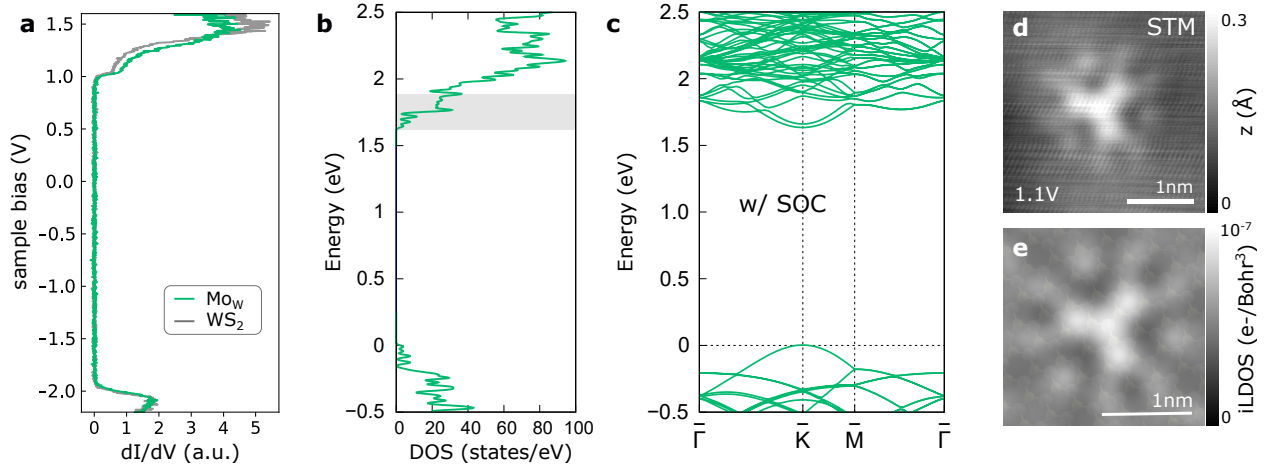 a
1.5
1.0
0.5
0.0
−0.5
−1.0
−1.5
−2.0
sample bias (V)
Mo_W
WS₂
0 1 2 3 4 5
dI/dV (a.u.)
b
2.5
2
1.5
1
0.5
0
−0.5
Energy (eV)
0 20 40 60 80 100
DOS (states/eV)
c
2.5
2.0
1.5
1.0
0.5
0
−0.5
Energy (eV)
w/ SOC
Γ̄ K̄ M̄ Γ̄
d
STM
1.1V
1nm
0.3
z (Å)
0
e
1nm
10⁻⁷
iLDOS (e-/Bohr³)
0